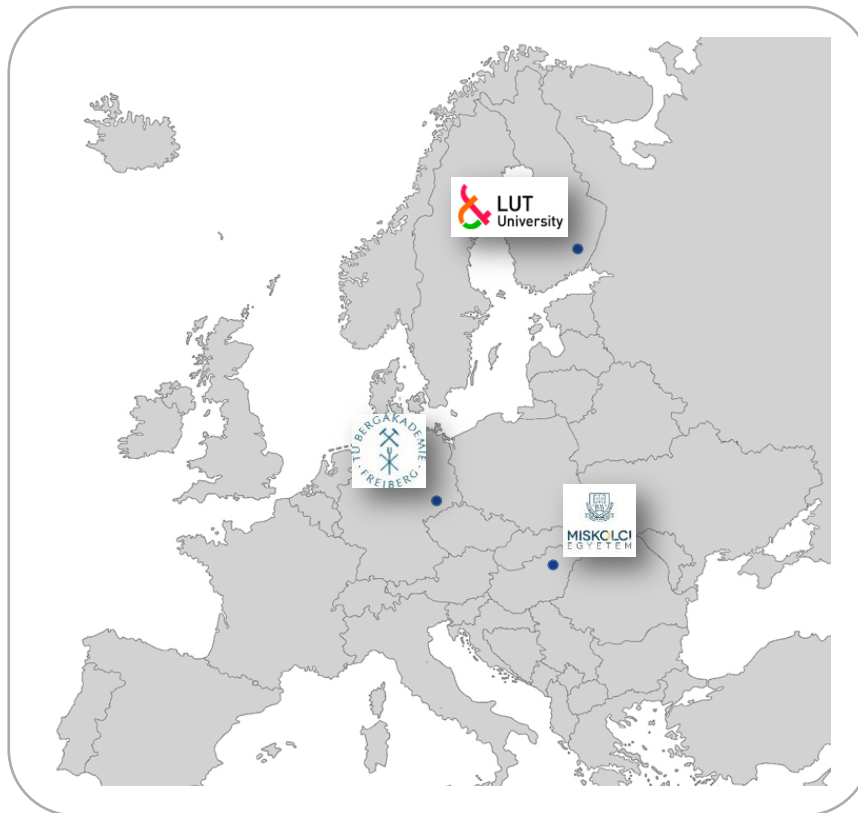 LUT
University
TU BERGAKADEMIE
· FREIBERG ·
MISKOLCI
EGYETEM